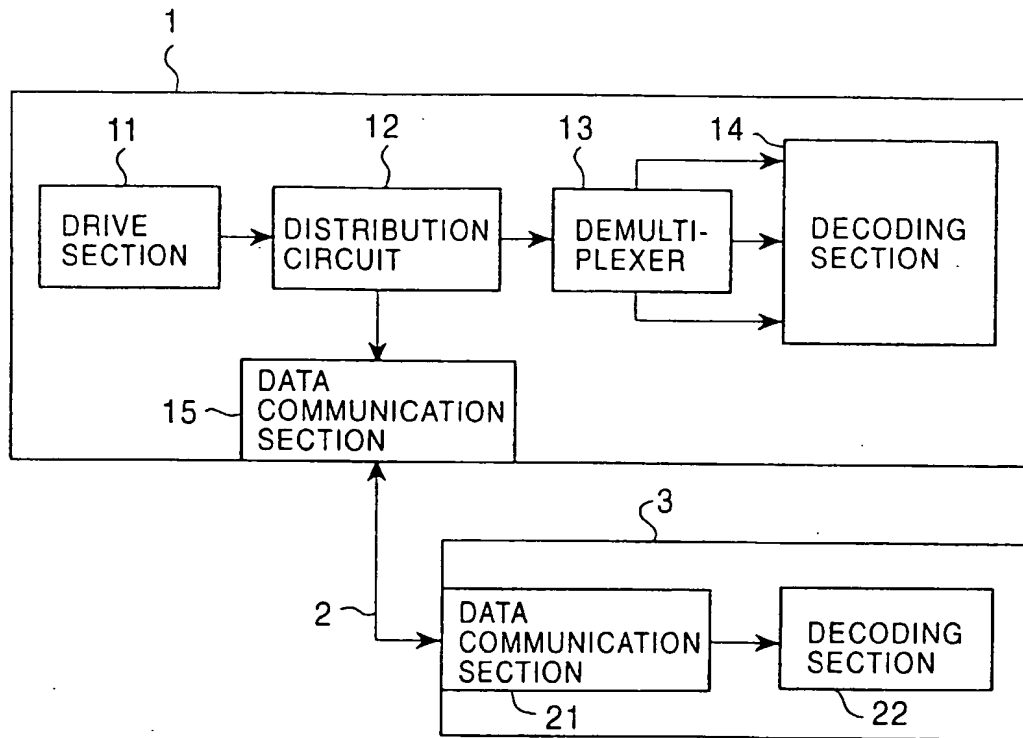 1
11
12
13
14
DRIVE
SECTION
DISTRIBUTION
CIRCUIT
DEMULTI-
PLEXER
DECODING
SECTION
15
DATA
COMMUNICATION
SECTION
3
2
DATA
COMMUNICATION
SECTION
DECODING
SECTION
21
22